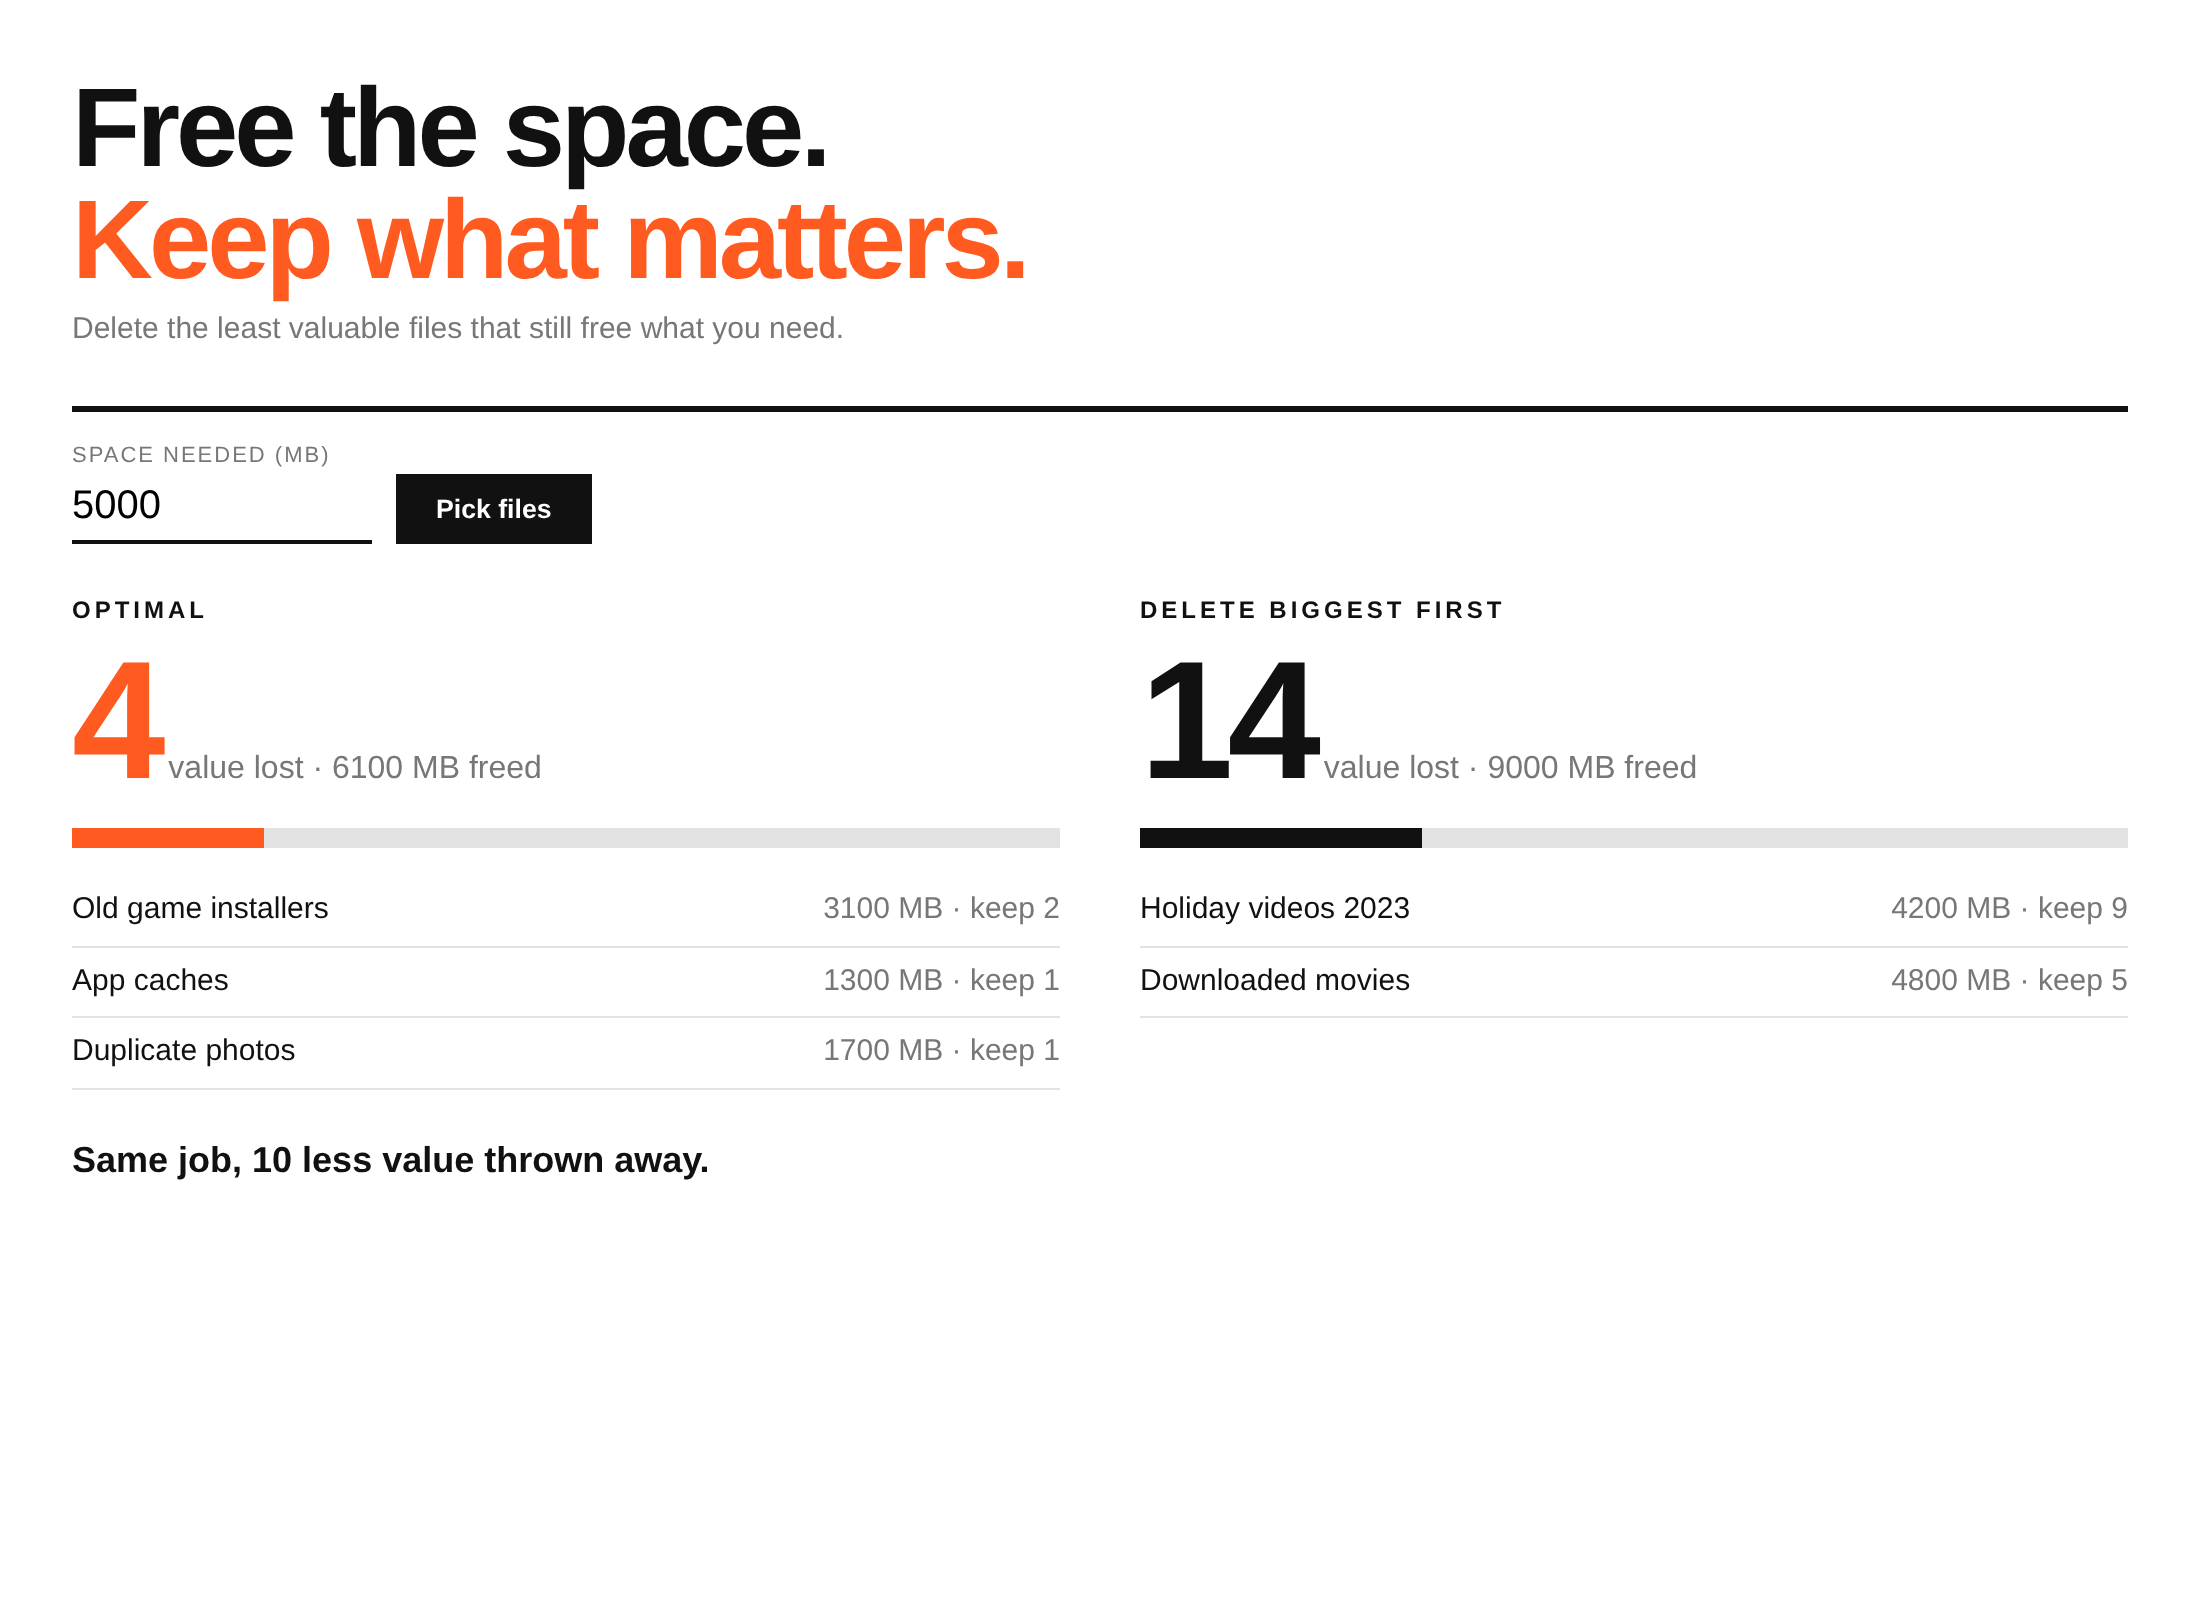 Free the space.
Keep what matters.
Delete the least valuable files that still free what you need.
SPACE NEEDED (MB)
5000
Pick files
OPTIMAL
4 value lost · 6100 MB freed
Old game installers 3100 MB · keep 2
App caches 1300 MB · keep 1
Duplicate photos 1700 MB · keep 1
DELETE BIGGEST FIRST
14 value lost · 9000 MB freed
Holiday videos 2023 4200 MB · keep 9
Downloaded movies 4800 MB · keep 5
Same job, 10 less value thrown away.